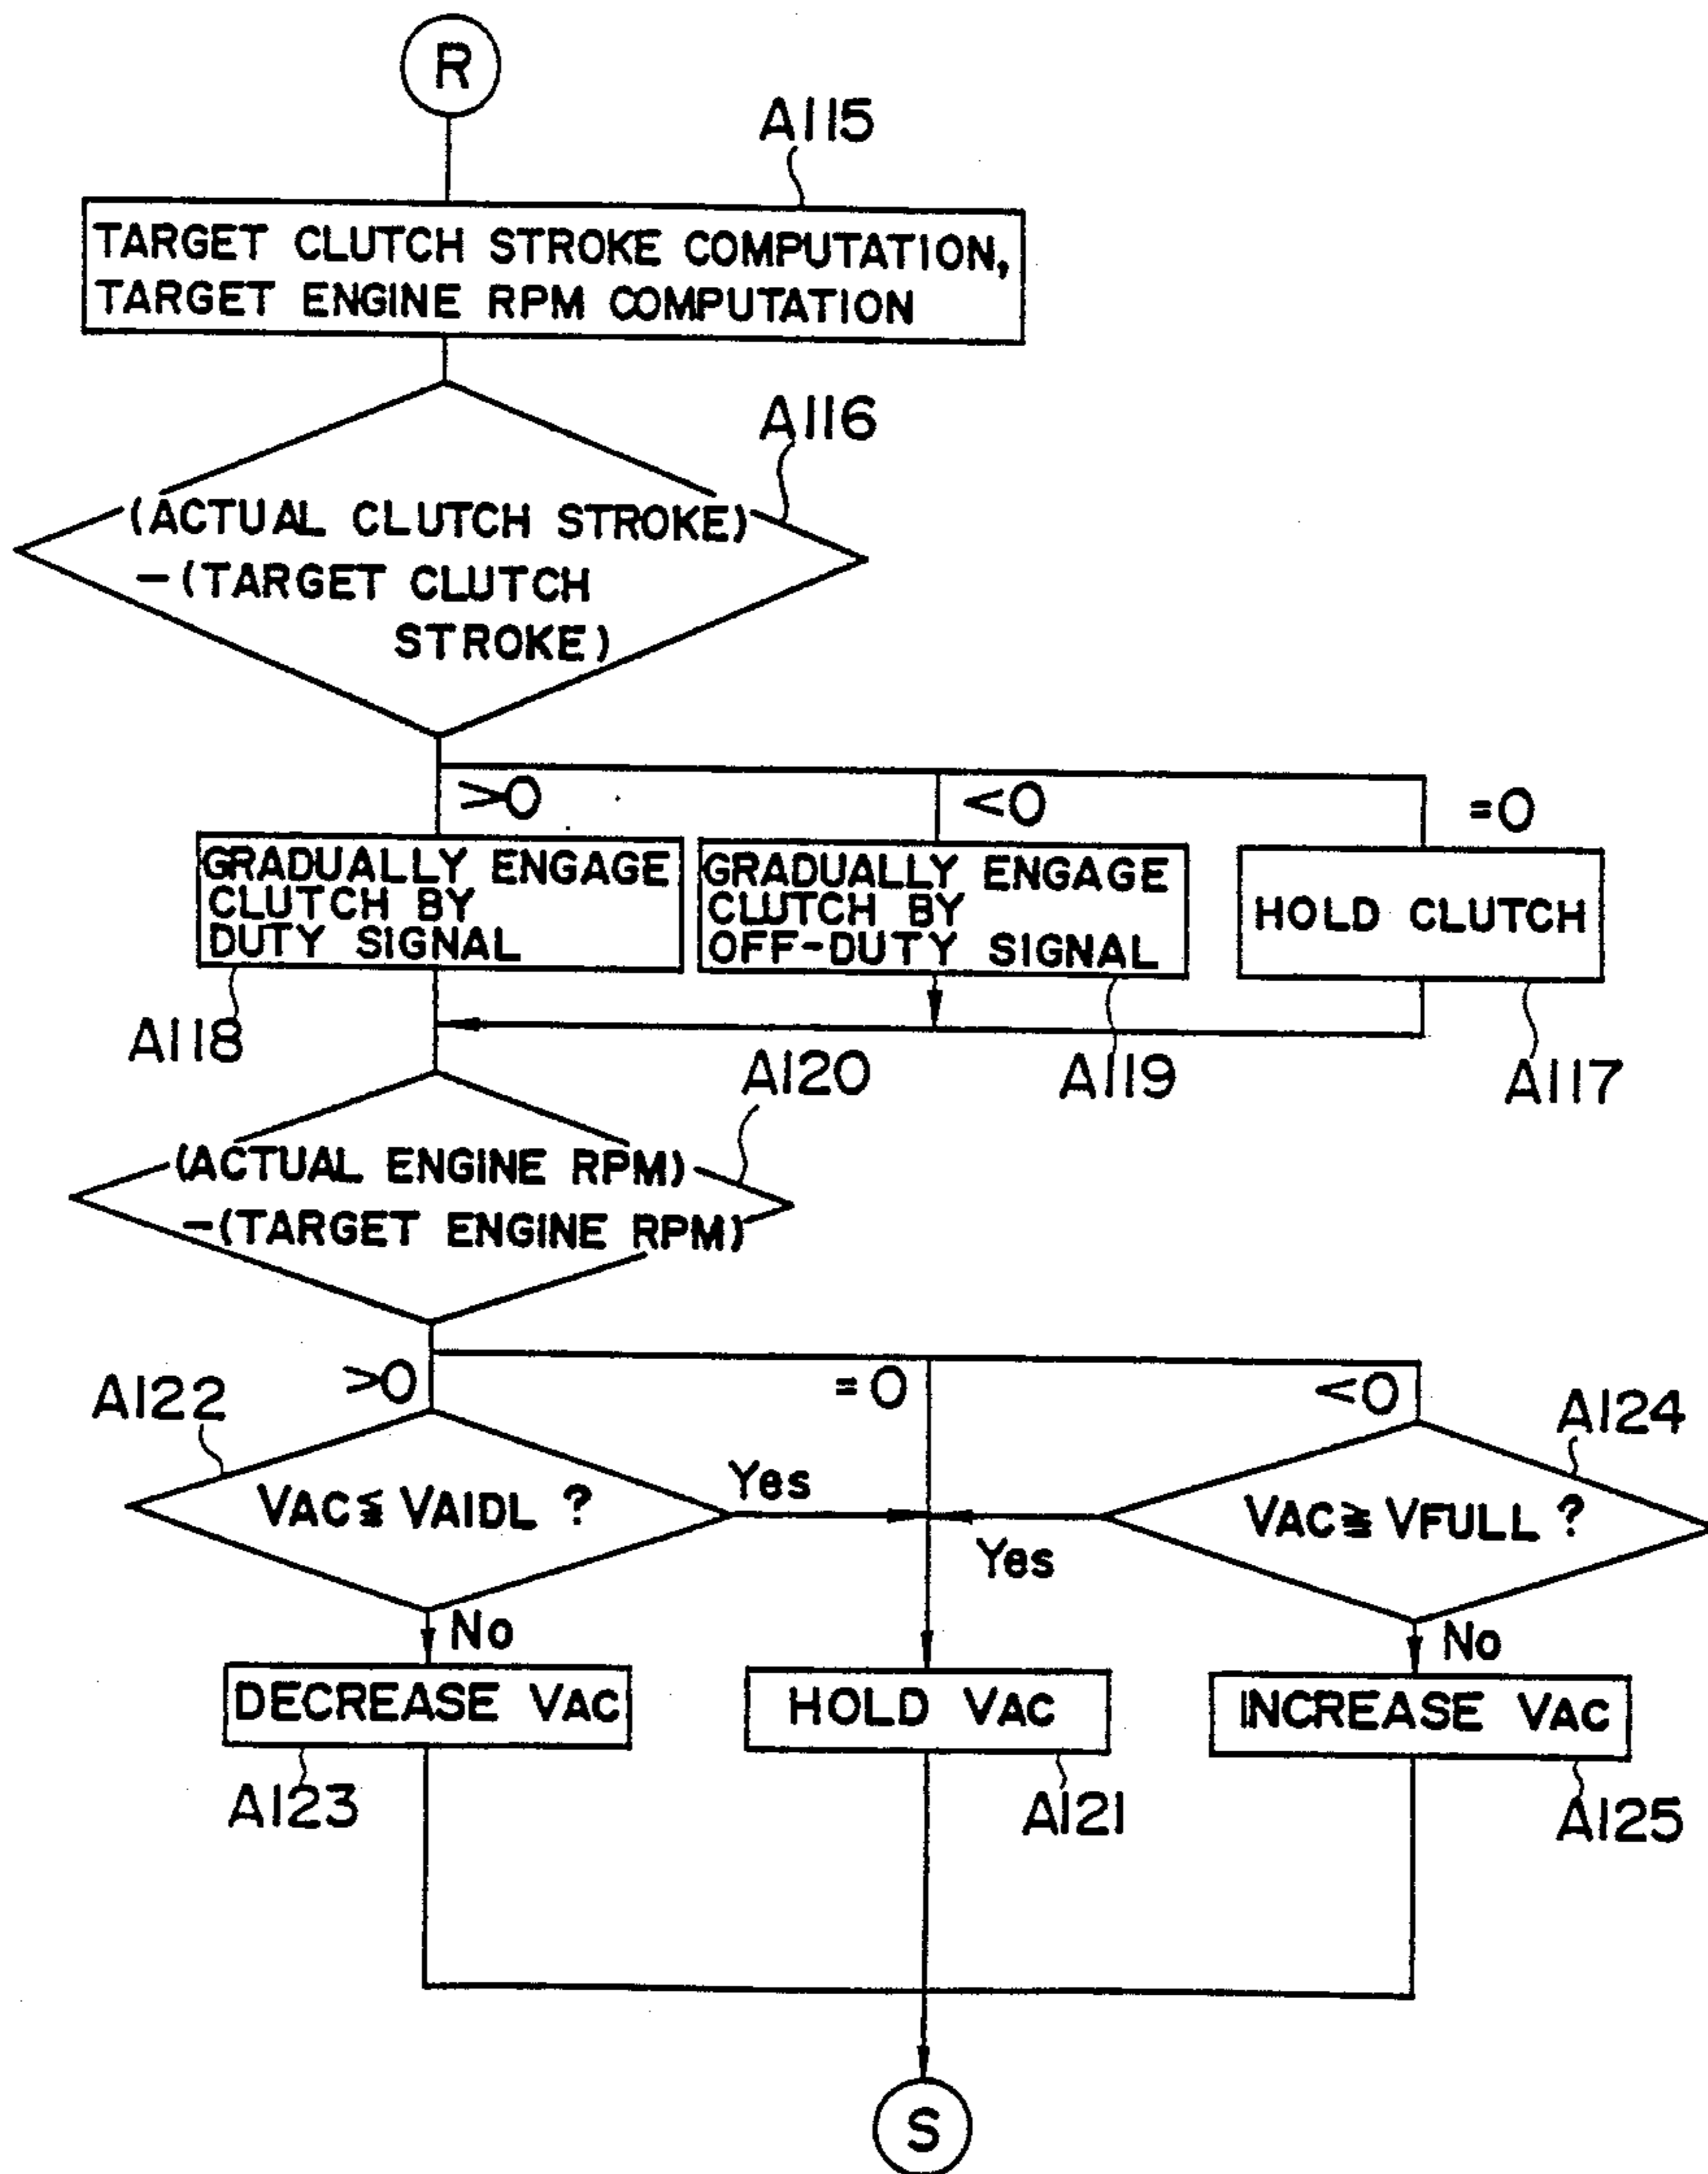 R
A115
TARGET CLUTCH STROKE COMPUTATION,
TARGET ENGINE RPM COMPUTATION
A116
(ACTUAL CLUTCH STROKE)
-(TARGET CLUTCH
STROKE)
>0
<0
=0
GRADUALLY ENGAGE
CLUTCH BY
DUTY SIGNAL
GRADUALLY ENGAGE
CLUTCH BY
OFF-DUTY SIGNAL
HOLD CLUTCH
A118
A119
A117
A120
(ACTUAL ENGINE RPM)
-(TARGET ENGINE RPM)
>0
=0
<0
A122
A124
VAC≦VAIDL ?
Yes
VAC≧VFULL ?
Yes
No
No
DECREASE VAC
HOLD VAC
INCREASE VAC
A123
A121
A125
S